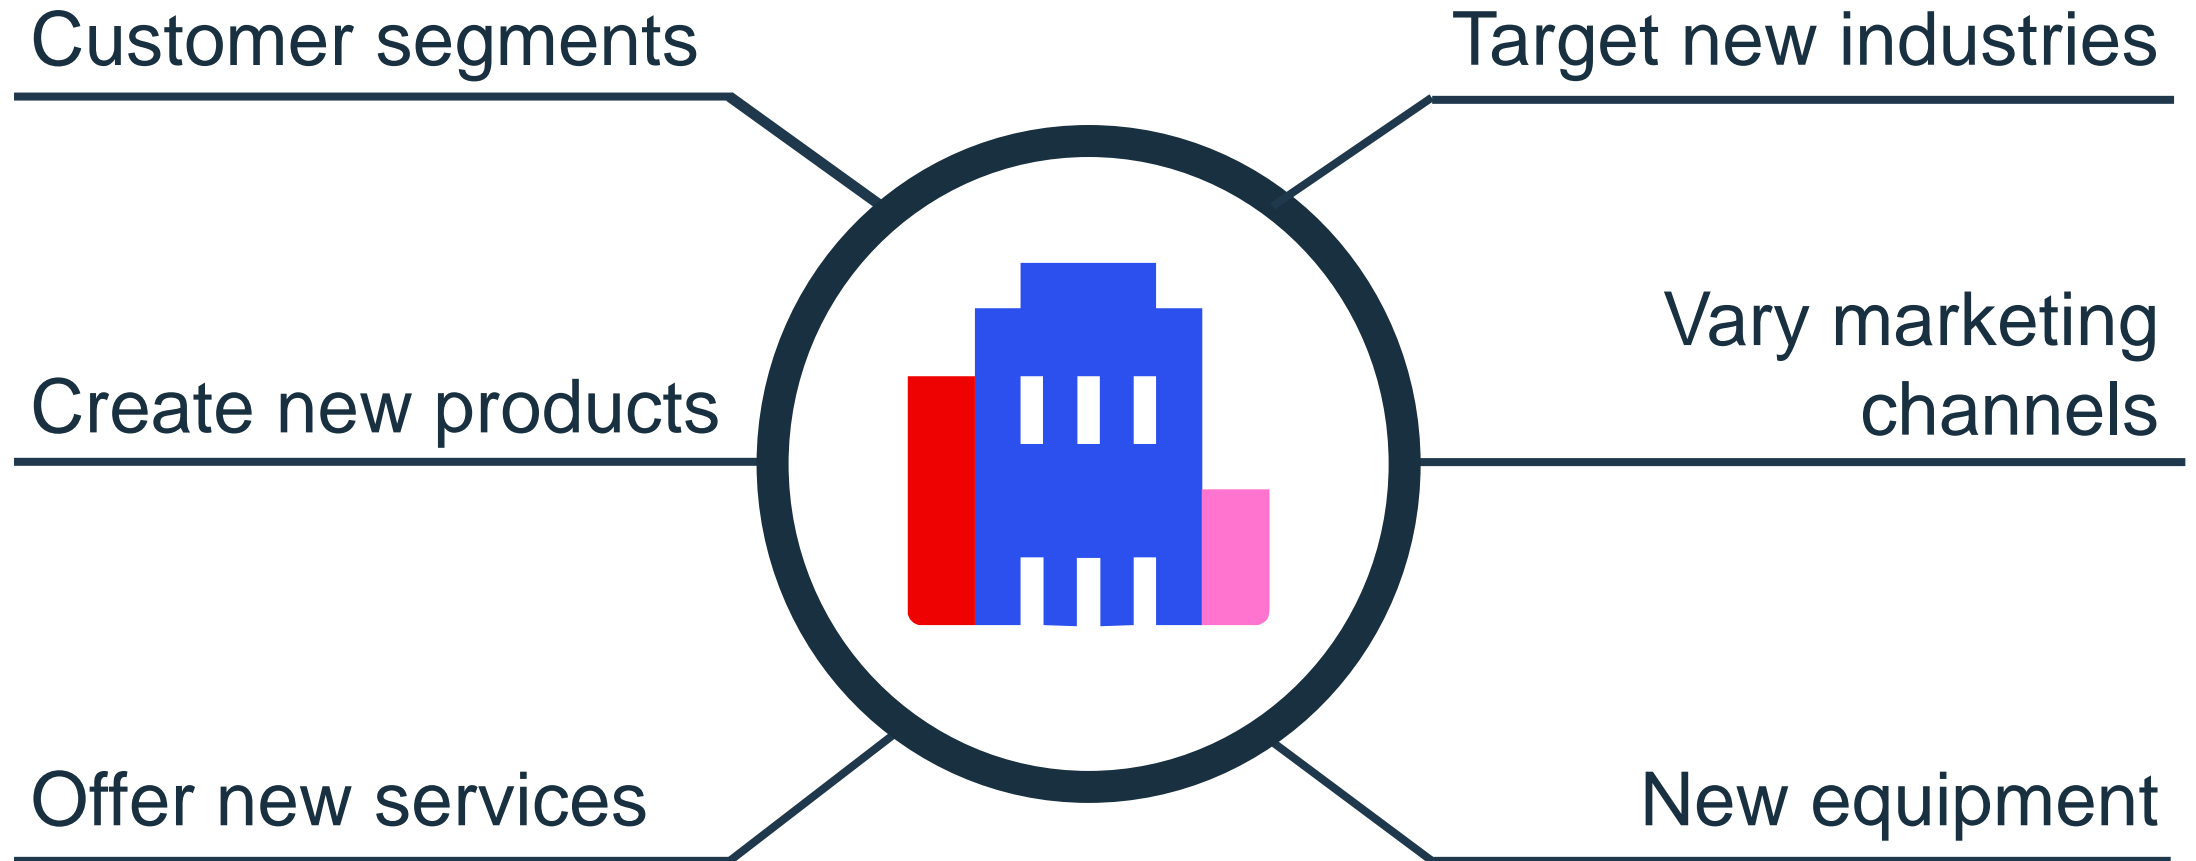 Customer segments
Target new industries
Create new products
Vary marketing
channels
Offer new services
New equipment